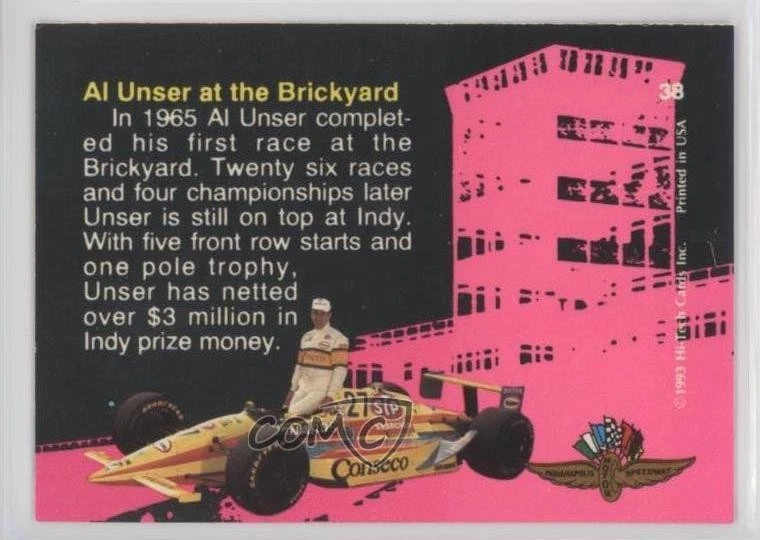 Al Unser at the Brickyard
In 1965 Al Unser complet-
ed his first race at the
Brickyard. Twenty six races
and four championships later
Unser is still on top at Indy.
With five front row starts and
one pole trophy,
Unser has netted
over $3 million in
Indy prize money.
38
©1993 Hi-Tech Cards Inc. Printed in USA
27
STP
Conseco
COMC
INDIANAPOLIS
MOTOR
SPEEDWAY